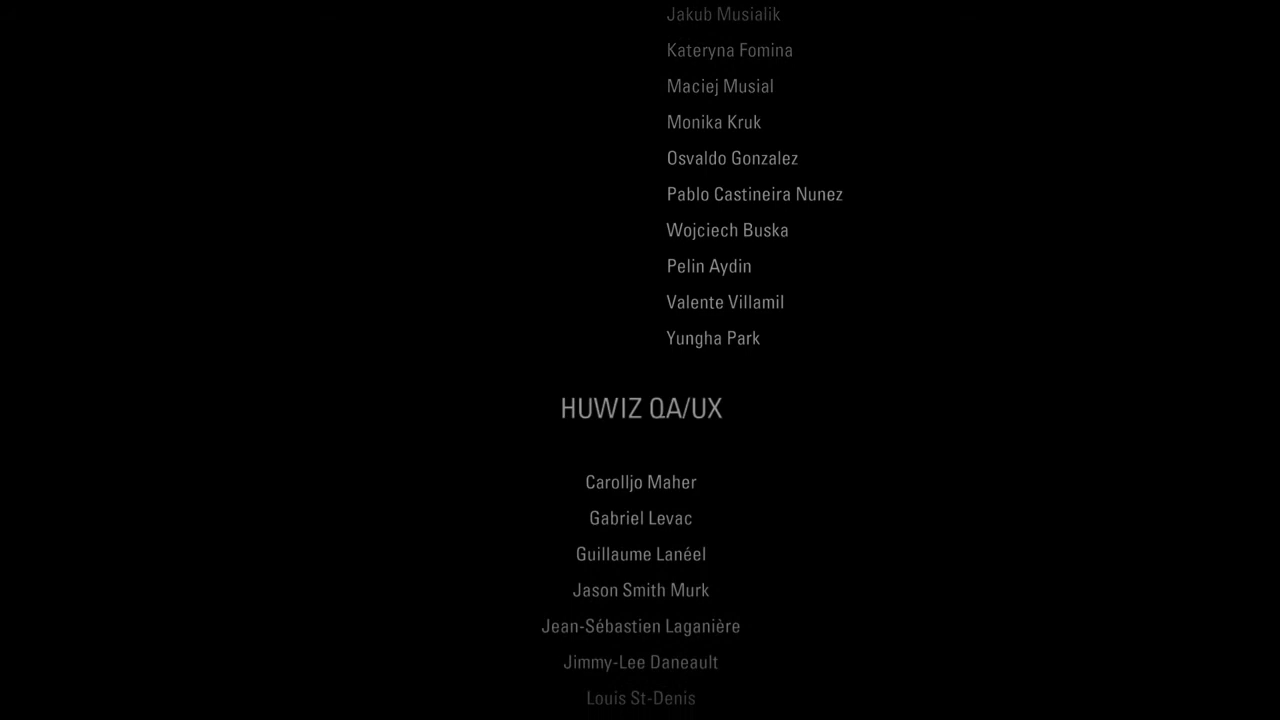 Jakub Musialik
Kateryna Fomina
Maciej Musial
Monika Kruk
Osvaldo Gonzalez
Pablo Castineira Nunez
Wojciech Buska
Pelin Aydin
Valente Villamil
Yungha Park
HUWIZ QA/UX
Carolljo Maher
Gabriel Levac
Guillaume Lanéel
Jason Smith Murk
Jean-Sébastien Laganière
Jimmy-Lee Daneault
Louis St-Denis